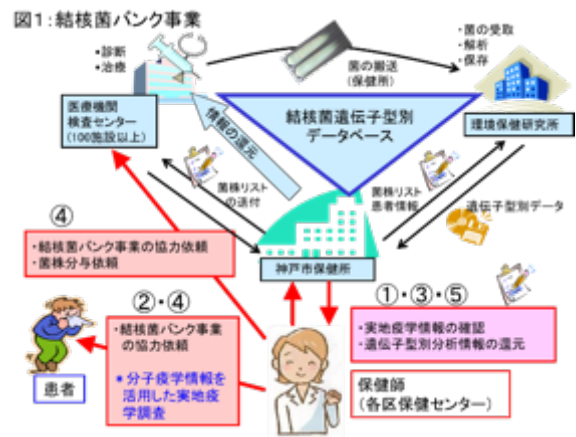 図1：結核菌バンク事業
・診断
・治療
菌の搬送
（保健所）
・菌の受取
・解析
・保存
医療機関
検査センター
（100施設以上）
情報の還元
結核菌遺伝子型別
データベース
環境保健研究所
菌株リスト
の送付
菌株リスト
患者情報
遺伝子型別データ
神戸市保健所
④
・結核菌バンク事業の協力依頼
・菌株分与依頼
②・④
・結核菌バンク事業
の協力依頼
＊分子疫学情報を
活用した実地疫
学調査
患者
①・③・⑤
・実地疫学情報の確認
・遺伝子型別分析情報の還元
保健師
（各区保健センター）